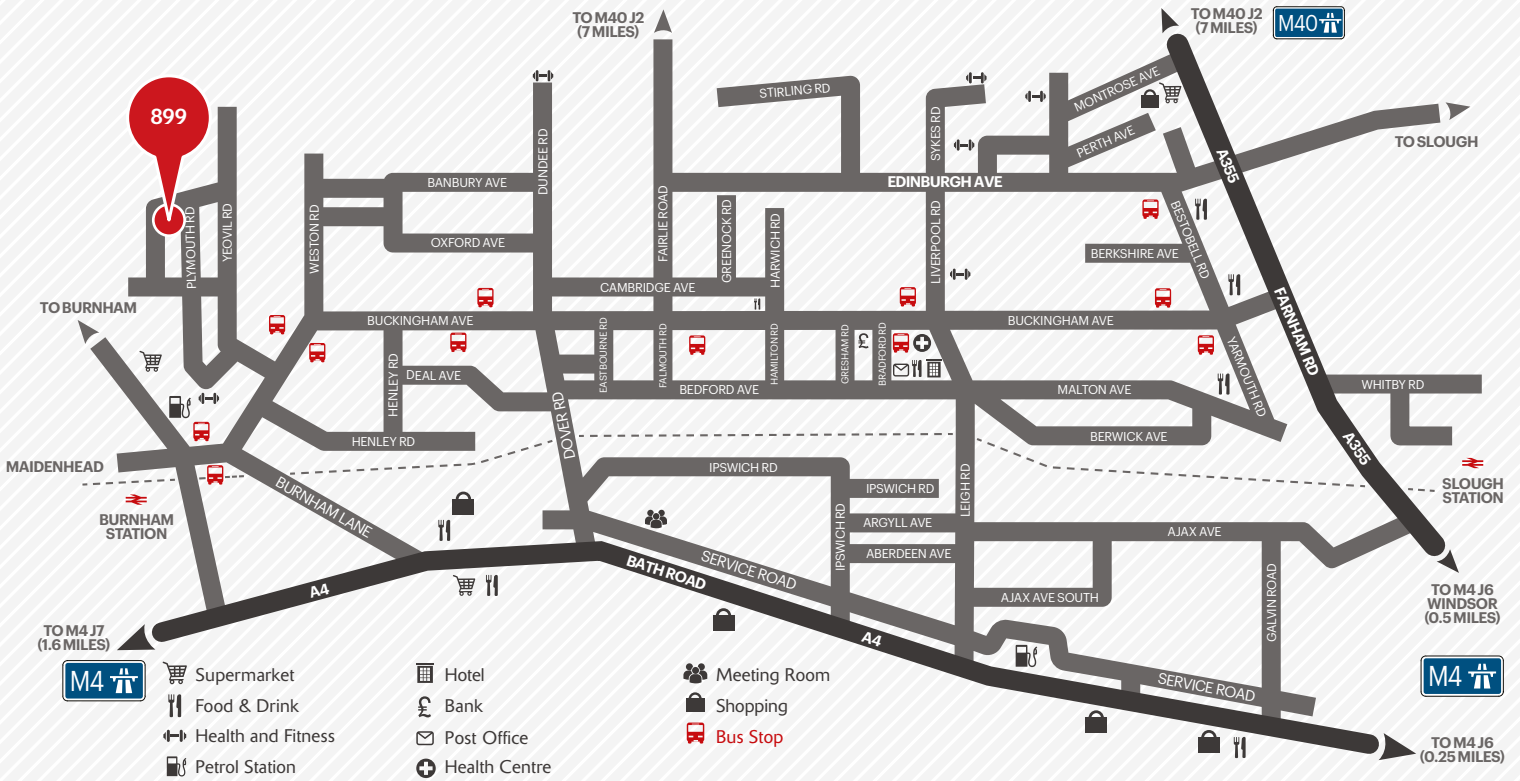 TO M40 J2
(7 MILES)
TO M40 J2
(7 MILES)
M40
899
STIRLING RD
MONTROSE AVE
PERTH AVE
SYKES RD
TO SLOUGH
A355
DUNDEE RD
BANBURY AVE
EDINBURGH AVE
PLYMOUTH RD
YEOVIL RD
WESTON RD
OXFORD AVE
FAIRLIE ROAD
GREENOCK RD
HARWICH RD
LIVERPOOL RD
BESTOBELL RD
BERKSHIRE AVE
CAMBRIDGE AVE
TO BURNHAM
BUCKINGHAM AVE
BUCKINGHAM AVE
FARNHAM RD
EASTBOURNE RD
FALMOUTH RD
HAMILTON RD
GRESHAM RD
BRADFORD RD
YARMOUTH RD
HENLEY RD
DEAL AVE
BEDFORD AVE
MALTON AVE
WHITBY RD
DOVER RD
HENLEY RD
BERWICK AVE
A355
MAIDENHEAD
IPSWICH RD
IPSWICH RD
LEIGH RD
SLOUGH
STATION
BURNHAM
STATION
BURNHAM LANE
IPSWICH RD
ARGYLL AVE
AJAX AVE
ABERDEEN AVE
SERVICE ROAD
BATH ROAD
A4
AJAX AVE SOUTH
GALVIN ROAD
TO M4 J6
WINDSOR
(0.5 MILES)
TO M4 J7
(1.6 MILES)
M4
A4
SERVICE ROAD
M4
TO M4 J6
(0.25 MILES)
Supermarket
Food & Drink
Health and Fitness
Petrol Station
Hotel
£ Bank
Post Office
Health Centre
Meeting Room
Shopping
Bus Stop
£